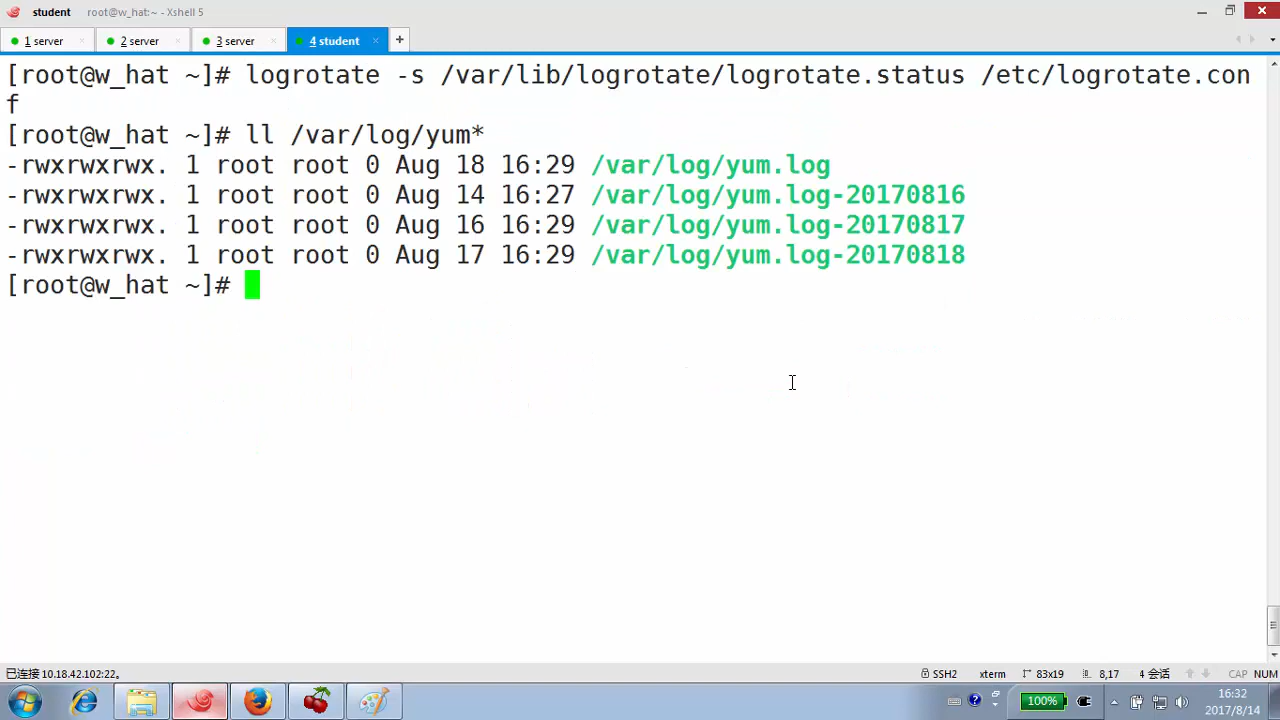 student root@w_hat:~ - Xshell 5
1 server 2 server 3 server 4 student +
[root@w_hat ~]# logrotate -s /var/lib/logrotate/logrotate.status /etc/logrotate.con
f
[root@w_hat ~]# ll /var/log/yum*
-rwxrwxrwx. 1 root root 0 Aug 18 16:29 /var/log/yum.log
-rwxrwxrwx. 1 root root 0 Aug 14 16:27 /var/log/yum.log-20170816
-rwxrwxrwx. 1 root root 0 Aug 16 16:29 /var/log/yum.log-20170817
-rwxrwxrwx. 1 root root 0 Aug 17 16:29 /var/log/yum.log-20170818
[root@w_hat ~]#
已连接 10.18.42.102:22。 SSH2 xterm 83x19 8,17 4 会话 CAP NUM
100% 16:32
2017/8/14